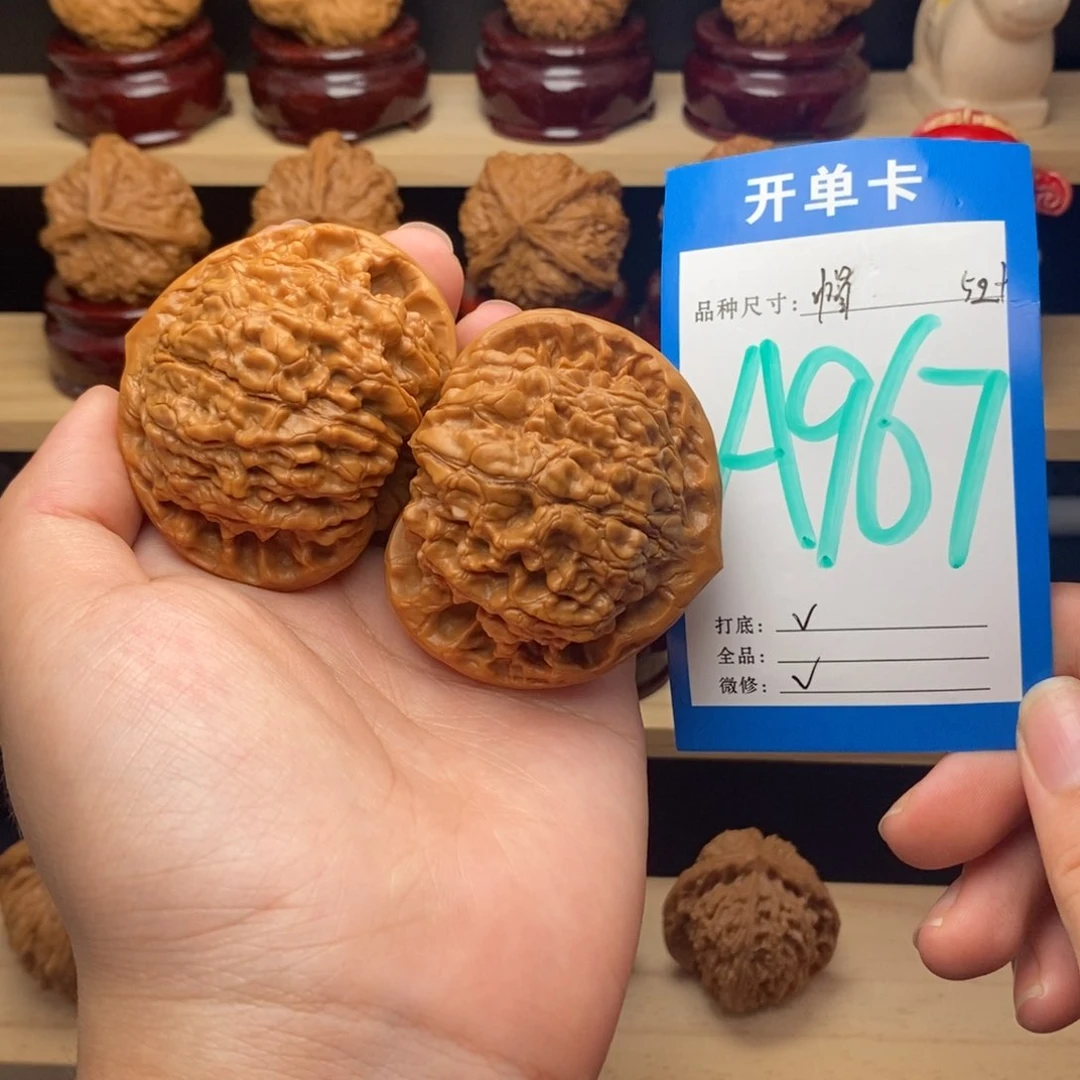 开单卡
品种尺寸: 52+
A967
打底: √
全品:
微修: √